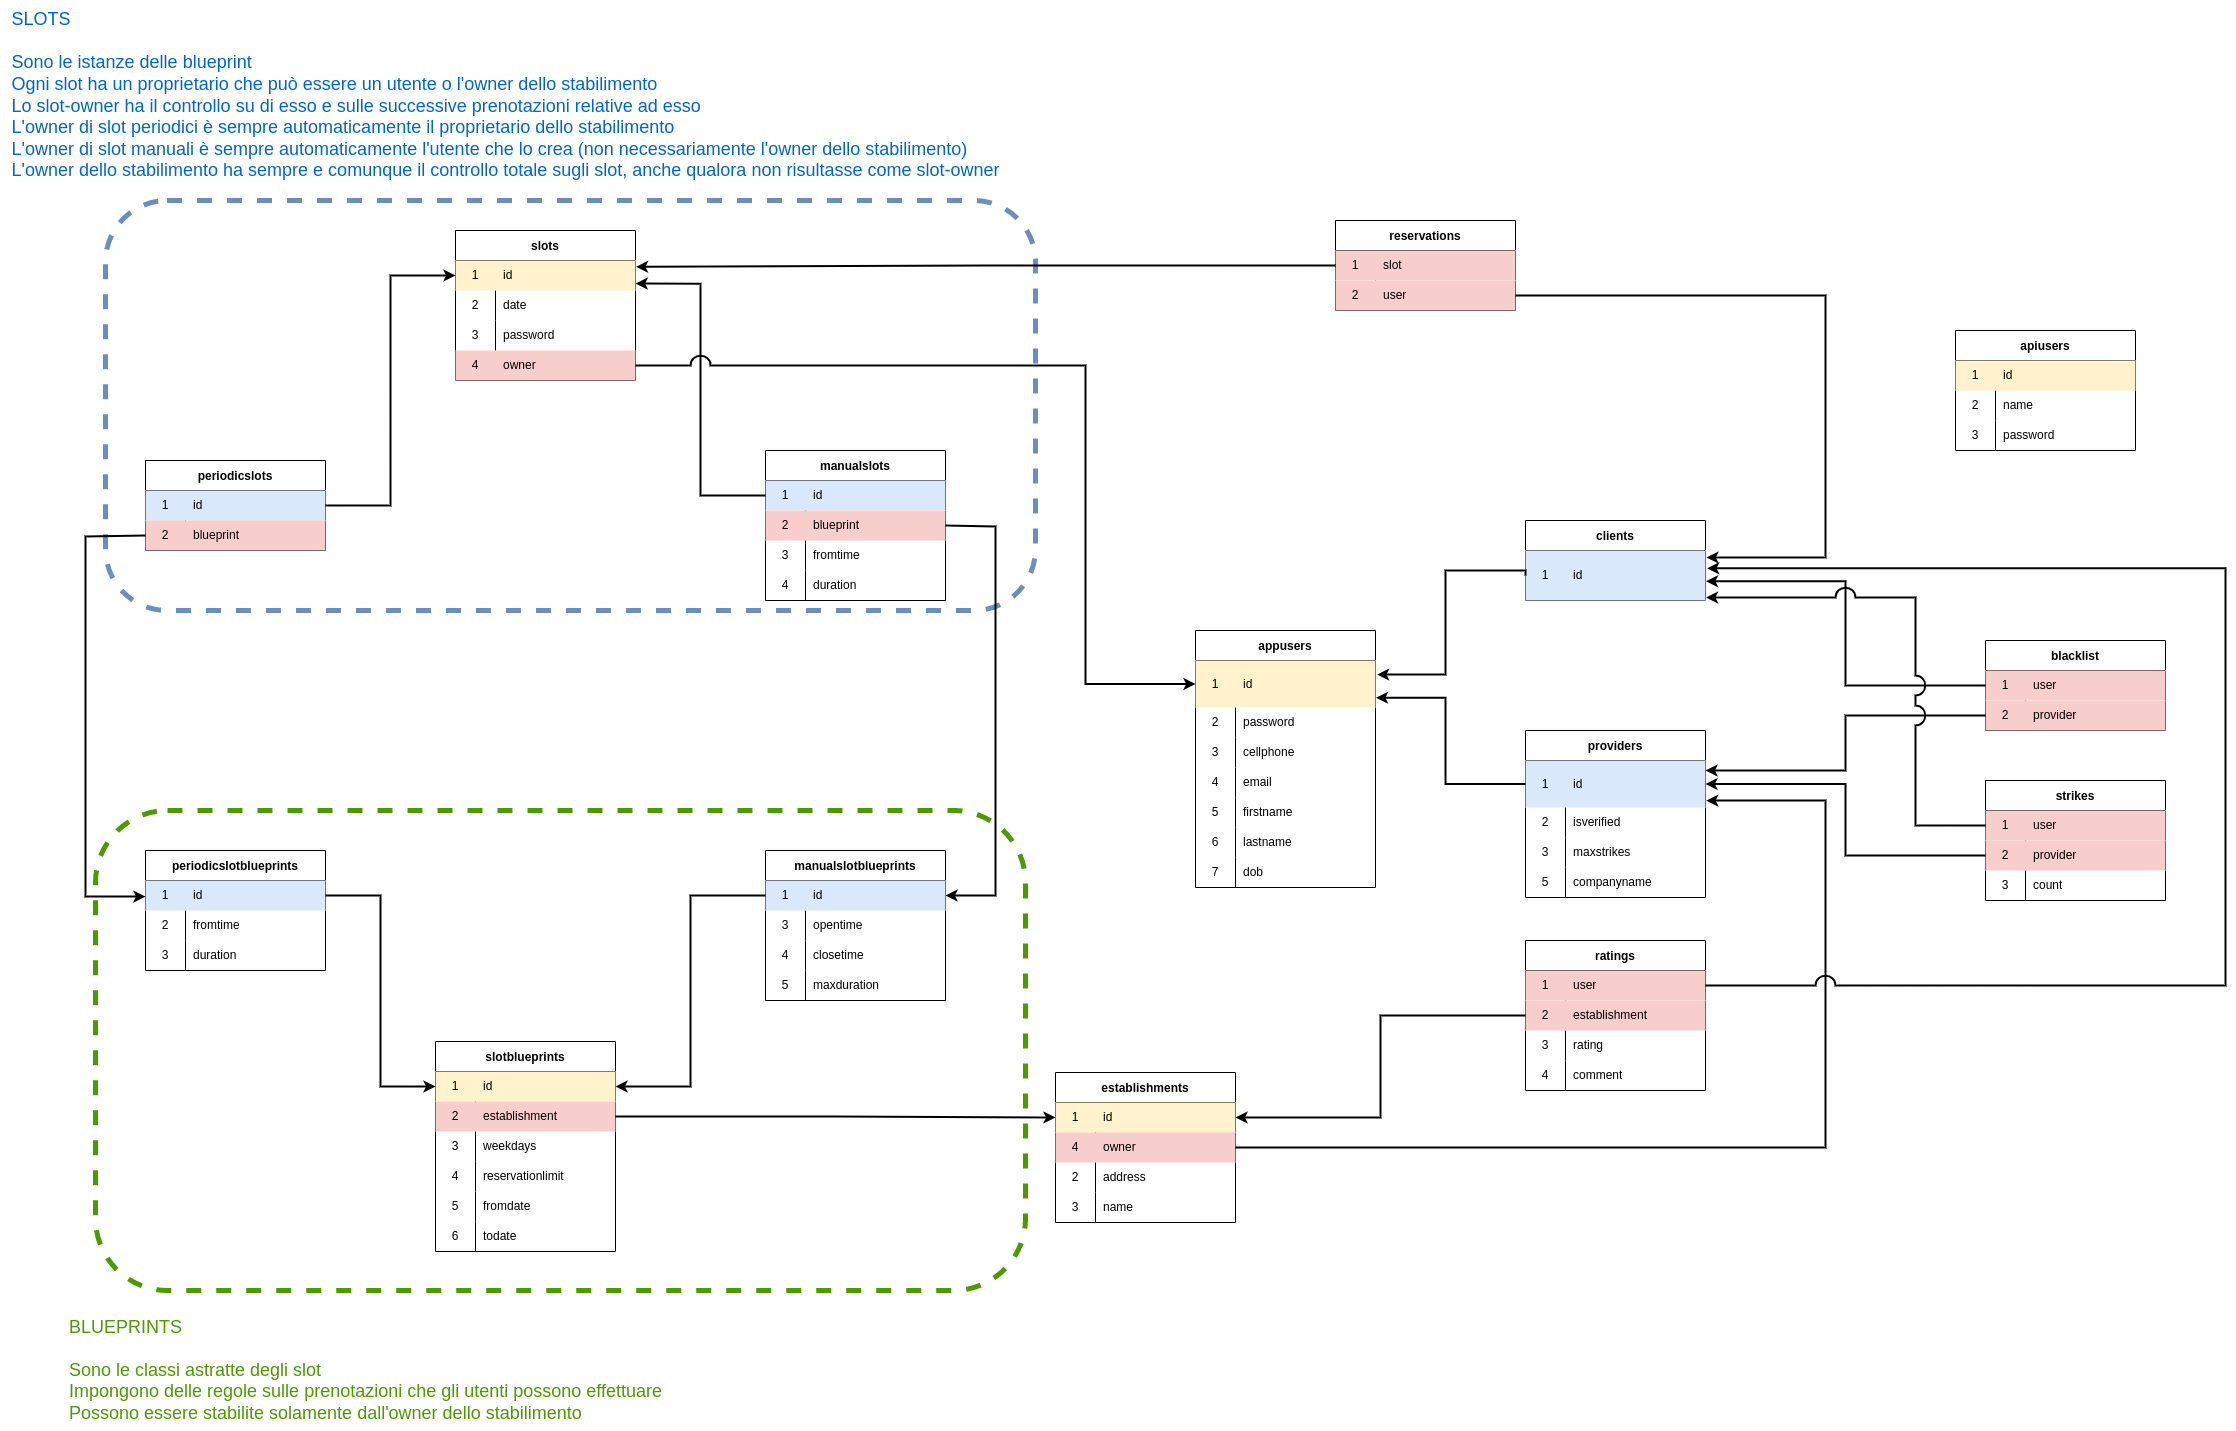 SLOTS
Sono le istanze delle blueprint
Ogni slot ha un proprietario che può essere un utente o l'owner dello stabilimento
Lo slot-owner ha il controllo su di esso e sulle successive prenotazioni relative ad esso
L'owner di slot periodici è sempre automaticamente il proprietario dello stabilimento
L'owner di slot manuali è sempre automaticamente l'utente che lo crea (non necessariamente l'owner dello stabilimento)
L'owner dello stabilimento ha sempre e comunque il controllo totale sugli slot, anche qualora non risultasse come slot-owner
slots
1 id
2 date
3 password
4 owner
reservations
1 slot
2 user
apiusers
1 id
2 name
3 password
periodicslots
1 id
2 blueprint
manualslots
1 id
2 blueprint
3 fromtime
4 duration
clients
1 id
appusers
1 id
2 password
3 cellphone
4 email
5 firstname
6 lastname
7 dob
blacklist
1 user
2 provider
providers
1 id
2 isverified
3 maxstrikes
5 companyname
strikes
1 user
2 provider
3 count
periodicslotblueprints
1 id
2 fromtime
3 duration
manualslotblueprints
1 id
3 opentime
4 closetime
5 maxduration
ratings
1 user
2 establishment
3 rating
4 comment
slotblueprints
1 id
2 establishment
3 weekdays
4 reservationlimit
5 fromdate
6 todate
establishments
1 id
4 owner
2 address
3 name
BLUEPRINTS
Sono le classi astratte degli slot
Impongono delle regole sulle prenotazioni che gli utenti possono effettuare
Possono essere stabilite solamente dall'owner dello stabilimento